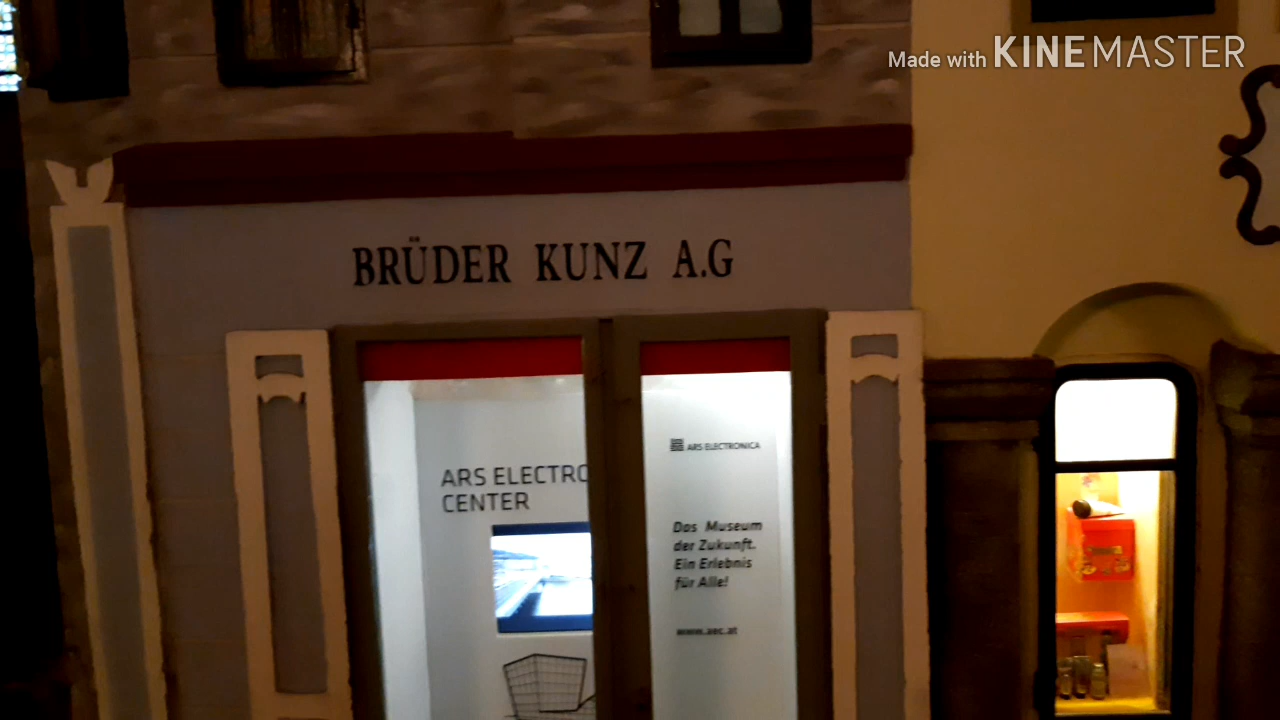 Made with KINEMASTER
BRÜDER KUNZ A.G
ARS ELECTRO
CENTER
ARS ELECTRONICA
Das Museum
der Zukunft.
Ein Erlebnis
für Alle!
www.aec.at